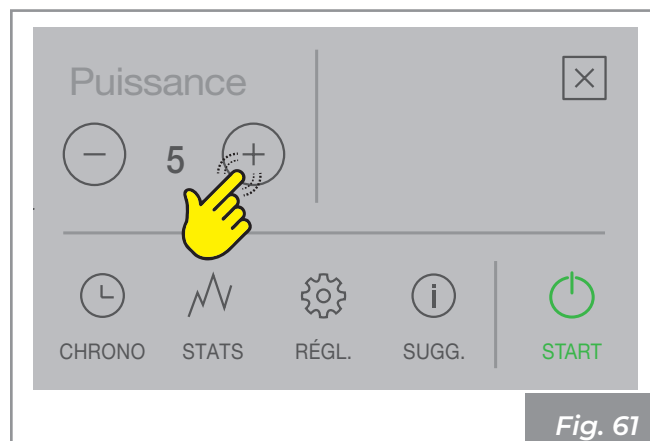 Puissance
− 5 +
CHRONO STATS RÉGL. SUGG. START
Fig. 61